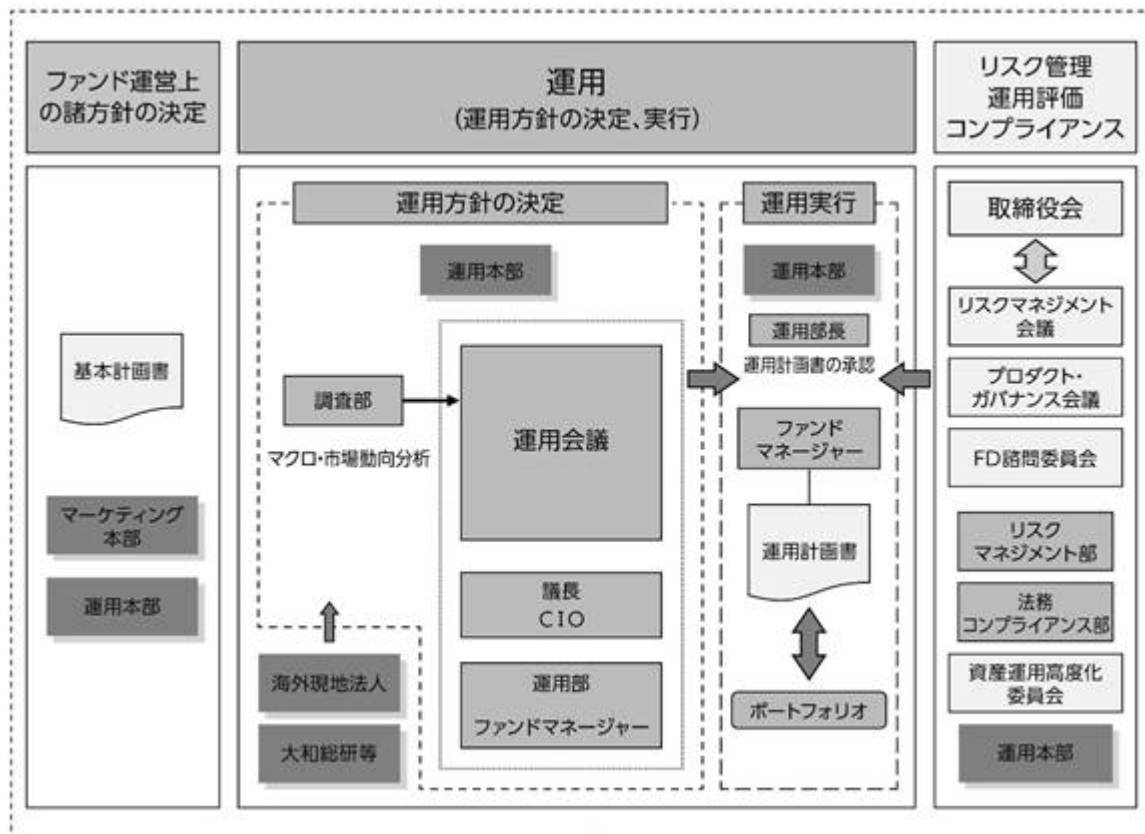 ファンド運営上
の諸方針の決定
運用
(運用方針の決定、実行)
リスク管理
運用評価
コンプライアンス
基本計画書
マーケティング
本部
運用本部
運用方針の決定
運用本部
調査部
マクロ・市場動向分析
運用会議
議長
CIO
運用部
ファンドマネージャー
海外現地法人
大和総研等
運用実行
運用本部
運用部長
運用計画書の承認
ファンド
マネージャー
運用計画書
ポートフォリオ
取締役会
リスクマネジメント
会議
プロダクト・
ガバナンス会議
FD諮問委員会
リスク
マネジメント部
法務
コンプライアンス部
資産運用高度化
委員会
運用本部